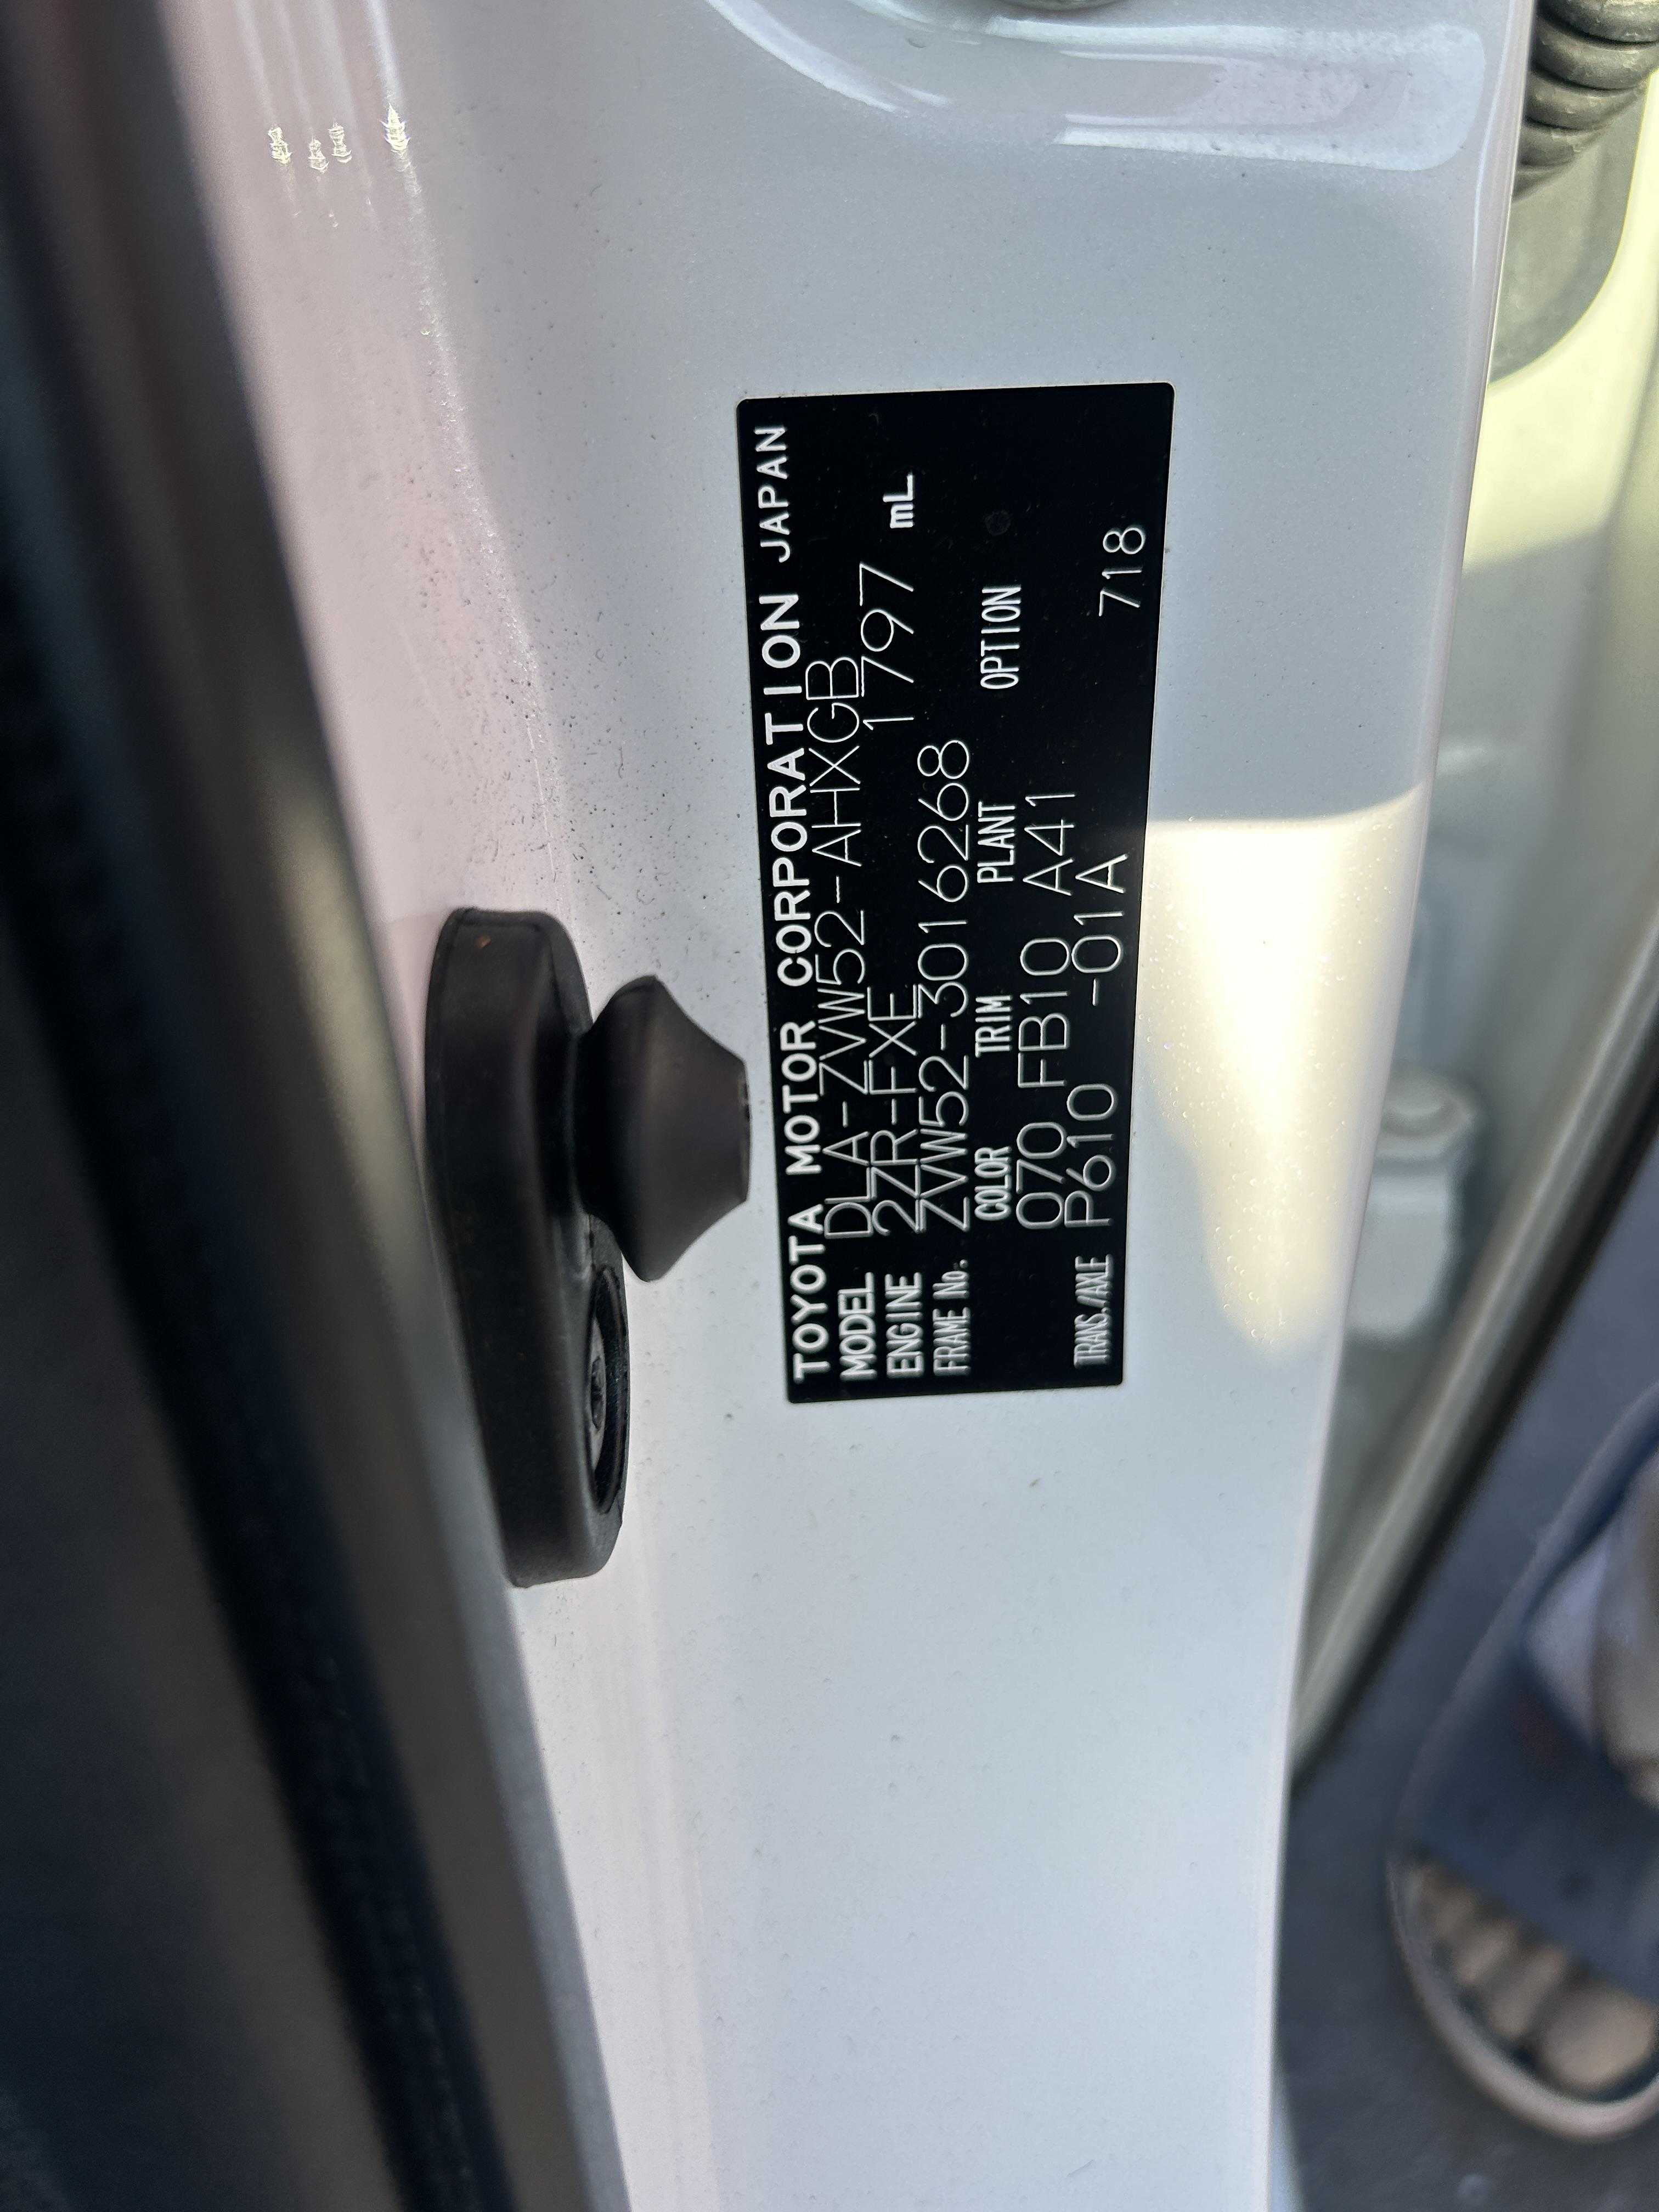 TOYOTA MOTOR CORPORATION JAPAN
MODEL DLA-ZVW52-AHXGB
ENGINE 2ZR-FXE 1797 mL
FRAME No. ZVW52-3016268
COLOR TRIM PLANT OPTION
070 FB10 A41
TRANS./AXLE P610 -01A 718